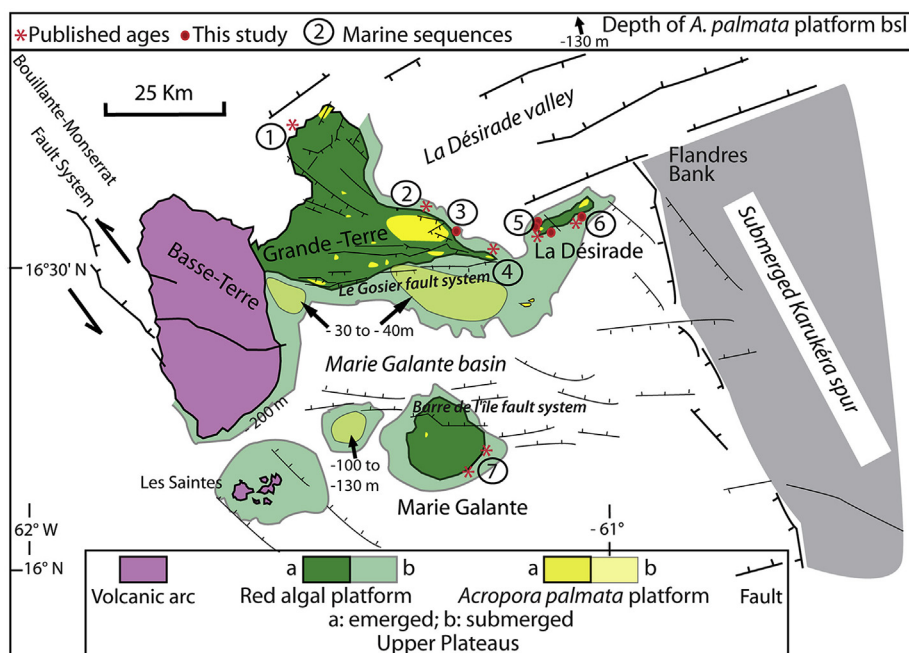 * Published ages ● This study ② Marine sequences
Depth of A. palmata platform bsl
-130 m
Bouillante-Monserrat
Fault System
25 Km
La Désirade valley
1
Flandres
Bank
2
3
5
6
Grande -Terre
La Désirade
Basse-Terre
Submerged Karukéra spur
16°30' N
4
Le Gosier fault system
- 30 to - 40m
Marie Galante basin
- 200 m
Barre de l'île fault system
-100 to
-130 m
7
Les Saintes
Marie Galante
62° W
- 61°
16° N
a b a b
Volcanic arc Red algal platform Acropora palmata platform Fault
a: emerged; b: submerged
Upper Plateaus